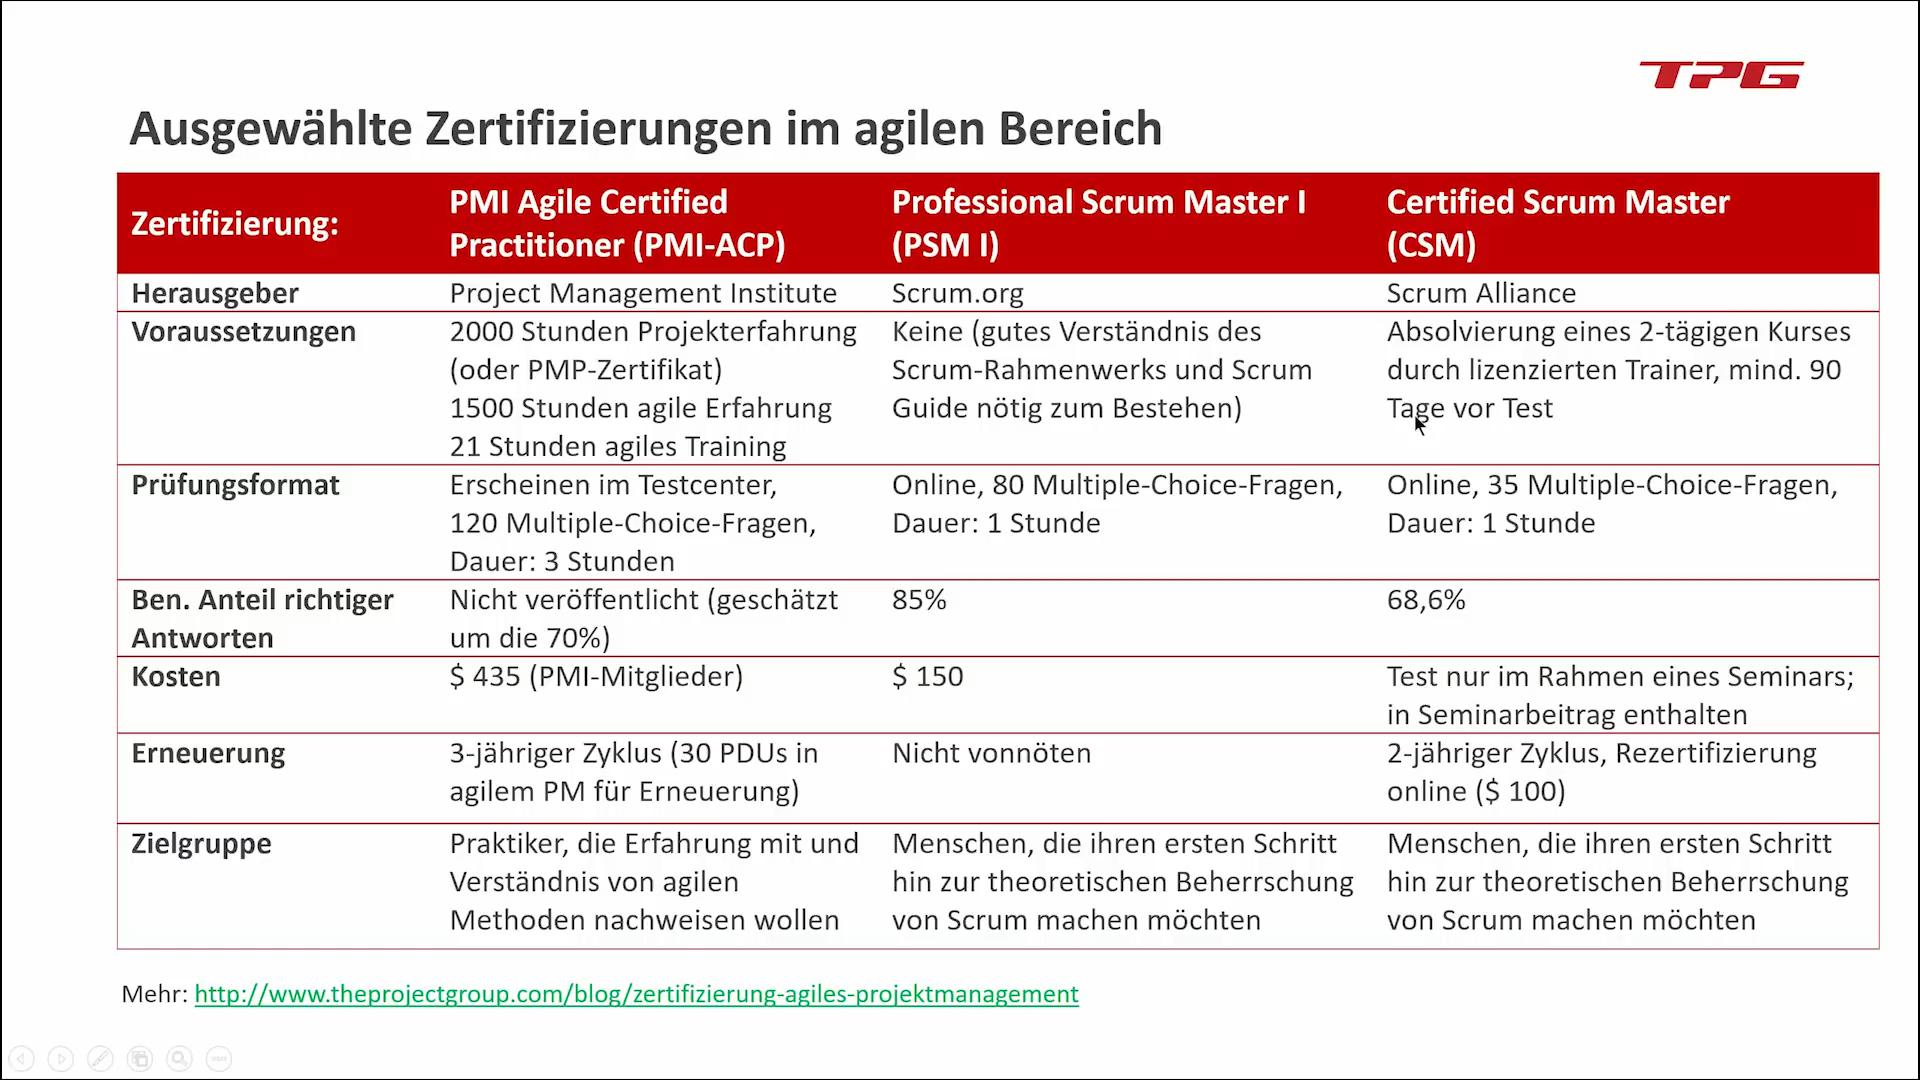 TPG
Ausgewählte Zertifizierungen im agilen Bereich
Zertifizierung:
PMI Agile Certified
Practitioner (PMI-ACP)
Professional Scrum Master I
(PSM I)
Certified Scrum Master
(CSM)
Herausgeber
Project Management Institute
Scrum.org
Scrum Alliance
Voraussetzungen
2000 Stunden Projekterfahrung
(oder PMP-Zertifikat)
1500 Stunden agile Erfahrung
21 Stunden agiles Training
Keine (gutes Verständnis des
Scrum-Rahmenwerks und Scrum
Guide nötig zum Bestehen)
Absolvierung eines 2-tägigen Kurses
durch lizenzierten Trainer, mind. 90
Tage vor Test
Prüfungsformat
Erscheinen im Testcenter,
120 Multiple-Choice-Fragen,
Dauer: 3 Stunden
Online, 80 Multiple-Choice-Fragen,
Dauer: 1 Stunde
Online, 35 Multiple-Choice-Fragen,
Dauer: 1 Stunde
Ben. Anteil richtiger
Antworten
Nicht veröffentlicht (geschätzt
um die 70%)
85%
68,6%
Kosten
$ 435 (PMI-Mitglieder)
$ 150
Test nur im Rahmen eines Seminars;
in Seminarbeitrag enthalten
Erneuerung
3-jähriger Zyklus (30 PDUs in
agilem PM für Erneuerung)
Nicht vonnöten
2-jähriger Zyklus, Rezertifizierung
online ($ 100)
Zielgruppe
Praktiker, die Erfahrung mit und
Verständnis von agilen
Methoden nachweisen wollen
Menschen, die ihren ersten Schritt
hin zur theoretischen Beherrschung
von Scrum machen möchten
Menschen, die ihren ersten Schritt
hin zur theoretischen Beherrschung
von Scrum machen möchten
Mehr: http://www.theprojectgroup.com/blog/zertifizierung-agiles-projektmanagement